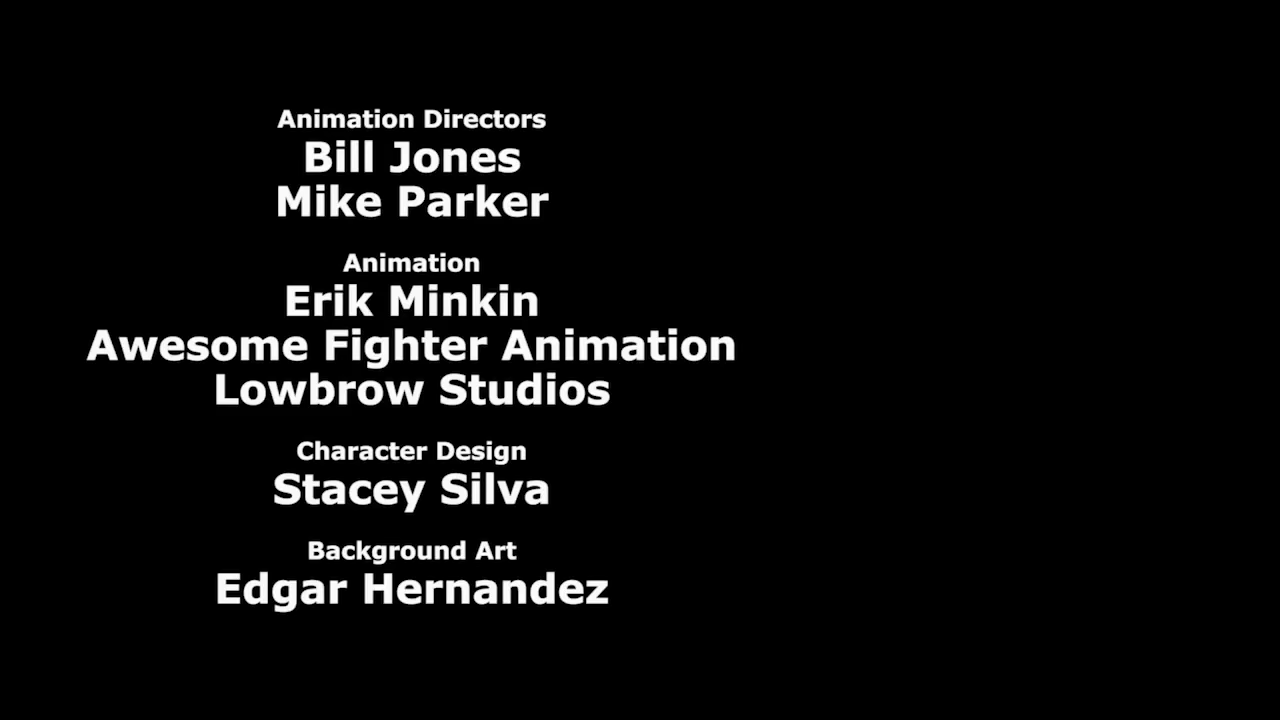 Animation Directors
Bill Jones
Mike Parker
Animation
Erik Minkin
Awesome Fighter Animation
Lowbrow Studios
Character Design
Stacey Silva
Background Art
Edgar Hernandez